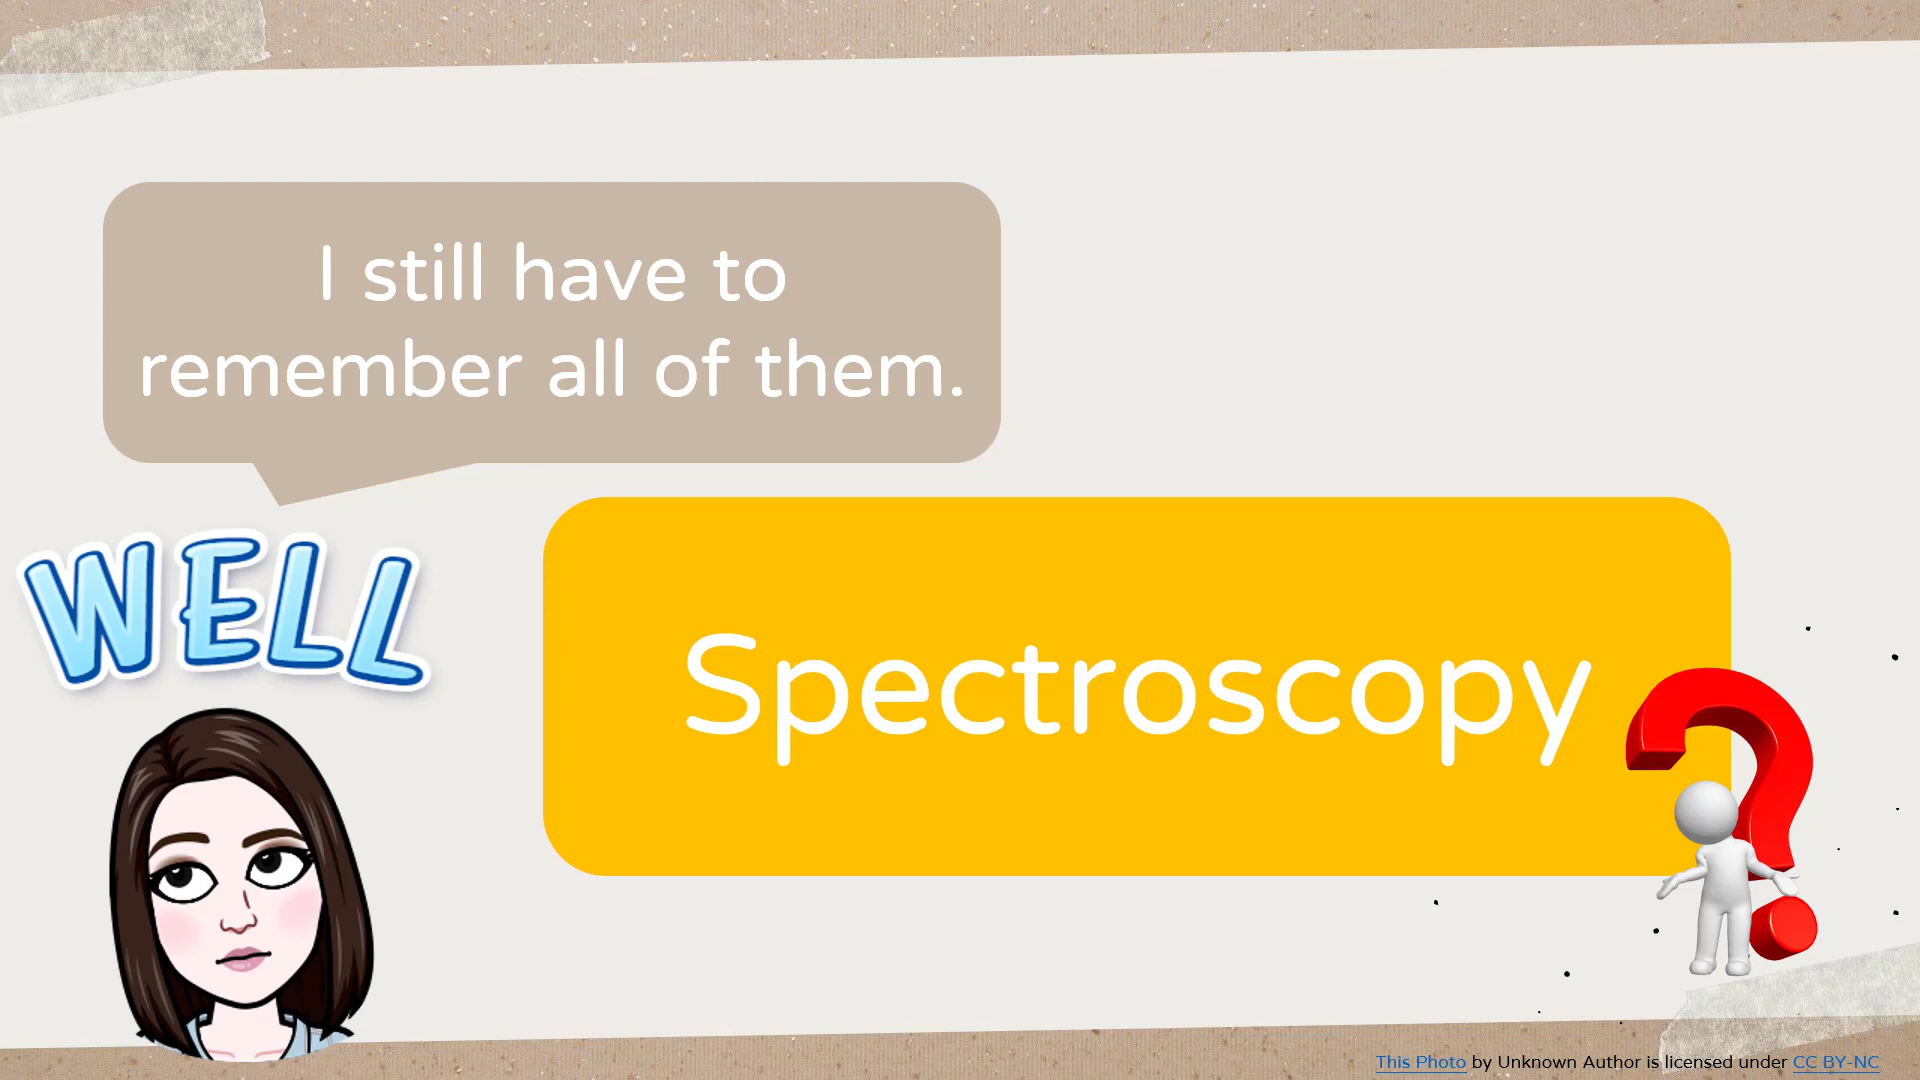 I still have to
remember all of them.
WELL
Spectroscopy
This Photo by Unknown Author is licensed under CC BY-NC